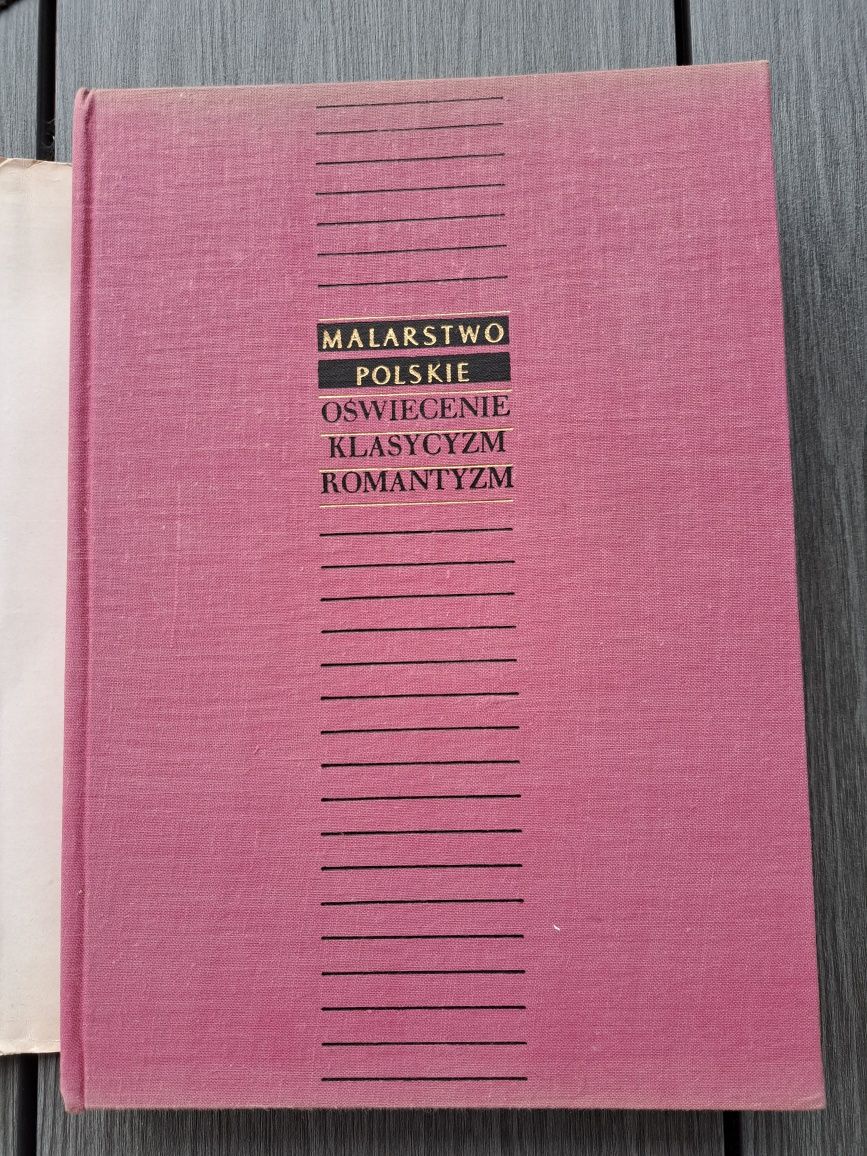 MALARSTWO
POLSKIE
OŚWIECENIE
KLASYCYZM
ROMANTYZM